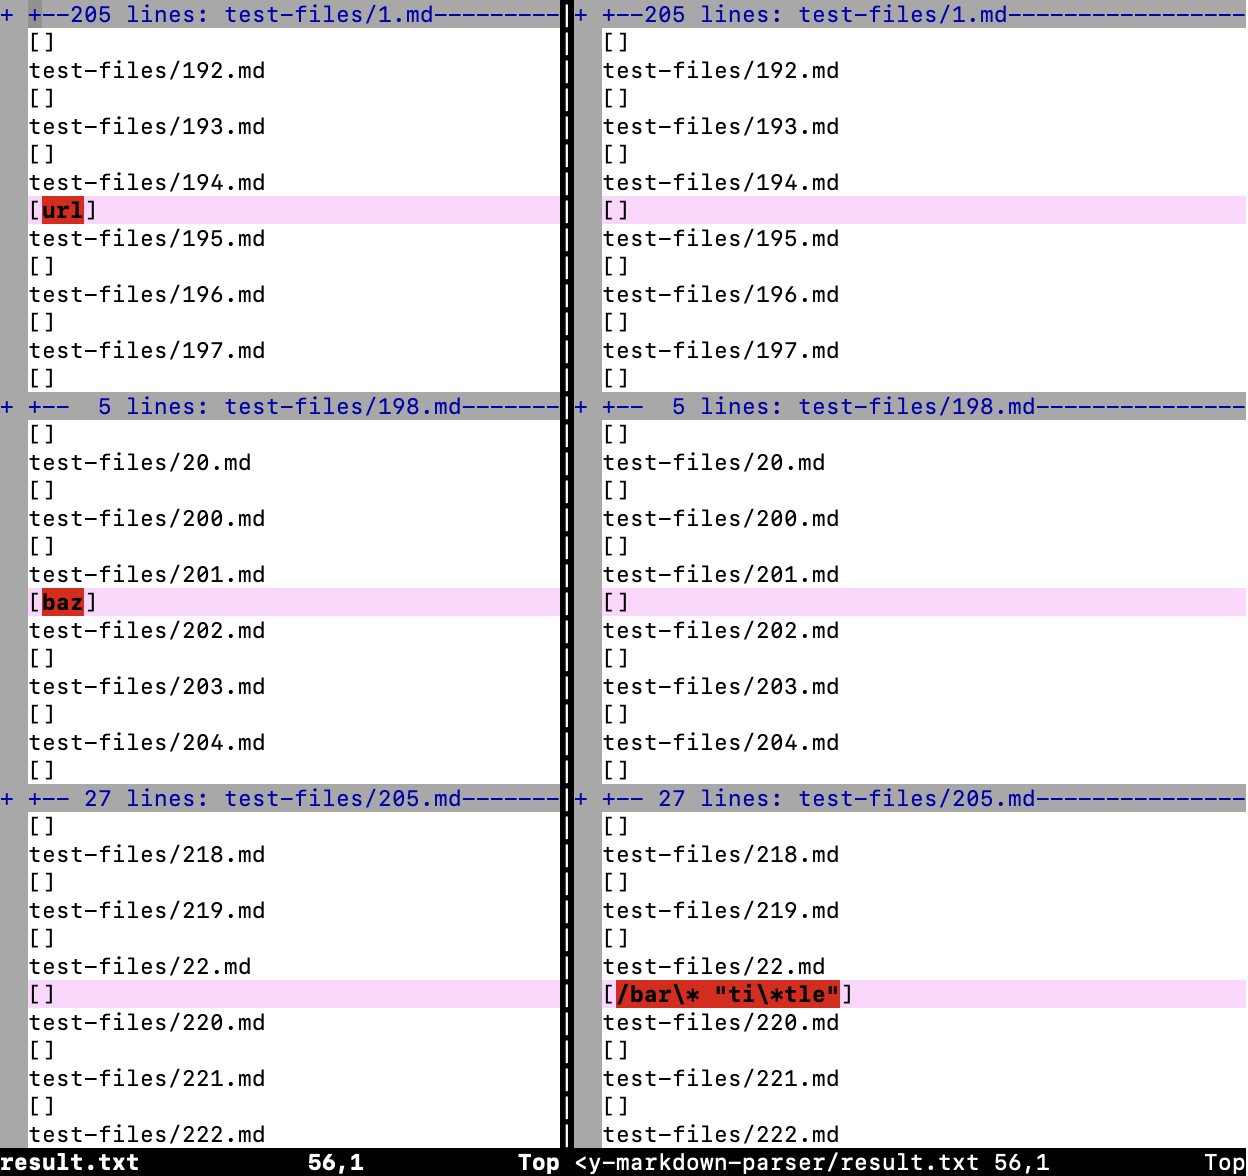 + +--205 lines: test-files/1.md---------
[]
test-files/192.md
[]
test-files/193.md
[]
test-files/194.md
[url]
test-files/195.md
[]
test-files/196.md
[]
test-files/197.md
[]
+ +--  5 lines: test-files/198.md-------
[]
test-files/20.md
[]
test-files/200.md
[]
test-files/201.md
[baz]
test-files/202.md
[]
test-files/203.md
[]
test-files/204.md
[]
+ +-- 27 lines: test-files/205.md-------
[]
test-files/218.md
[]
test-files/219.md
[]
test-files/22.md
[]
test-files/220.md
[]
test-files/221.md
[]
test-files/222.md
result.txt 56,1 Top
+ +--205 lines: test-files/1.md-----------------
[]
test-files/192.md
[]
test-files/193.md
[]
test-files/194.md
[]
test-files/195.md
[]
test-files/196.md
[]
test-files/197.md
[]
+ +--  5 lines: test-files/198.md---------------
[]
test-files/20.md
[]
test-files/200.md
[]
test-files/201.md
[]
test-files/202.md
[]
test-files/203.md
[]
test-files/204.md
[]
+ +-- 27 lines: test-files/205.md---------------
[]
test-files/218.md
[]
test-files/219.md
[]
test-files/22.md
[/bar\* "ti\*tle"]
test-files/220.md
[]
test-files/221.md
[]
test-files/222.md
<y-markdown-parser/result.txt 56,1 Top